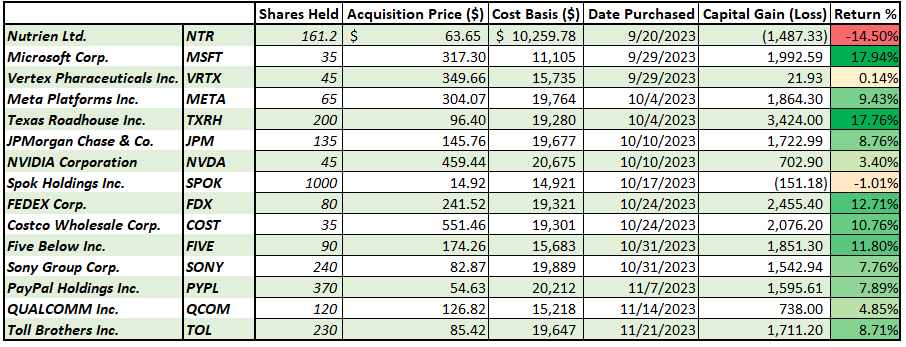 Shares Held Acquisition Price ($) Cost Basis ($) Date Purchased Capital Gain (Loss) Return %
Nutrien Ltd. NTR 161.2 $ 63.65 $ 10,259.78 9/20/2023 (1,487.33) -14.50%
Microsoft Corp. MSFT 35 317.30 11,105 9/29/2023 1,992.59 17.94%
Vertex Pharaceuticals Inc. VRTX 45 349.66 15,735 9/29/2023 21.93 0.14%
Meta Platforms Inc. META 65 304.07 19,764 10/4/2023 1,864.30 9.43%
Texas Roadhouse Inc. TXRH 200 96.40 19,280 10/4/2023 3,424.00 17.76%
JPMorgan Chase & Co. JPM 135 145.76 19,677 10/10/2023 1,722.99 8.76%
NVIDIA Corporation NVDA 45 459.44 20,675 10/10/2023 702.90 3.40%
Spok Holdings Inc. SPOK 1000 14.92 14,921 10/17/2023 (151.18) -1.01%
FEDEX Corp. FDX 80 241.52 19,321 10/24/2023 2,455.40 12.71%
Costco Wholesale Corp. COST 35 551.46 19,301 10/24/2023 2,076.20 10.76%
Five Below Inc. FIVE 90 174.26 15,683 10/31/2023 1,851.30 11.80%
Sony Group Corp. SONY 240 82.87 19,889 10/31/2023 1,542.94 7.76%
PayPal Holdings Inc. PYPL 370 54.63 20,212 11/7/2023 1,595.61 7.89%
QUALCOMM Inc. QCOM 120 126.82 15,218 11/14/2023 738.00 4.85%
Toll Brothers Inc. TOL 230 85.42 19,647 11/21/2023 1,711.20 8.71%